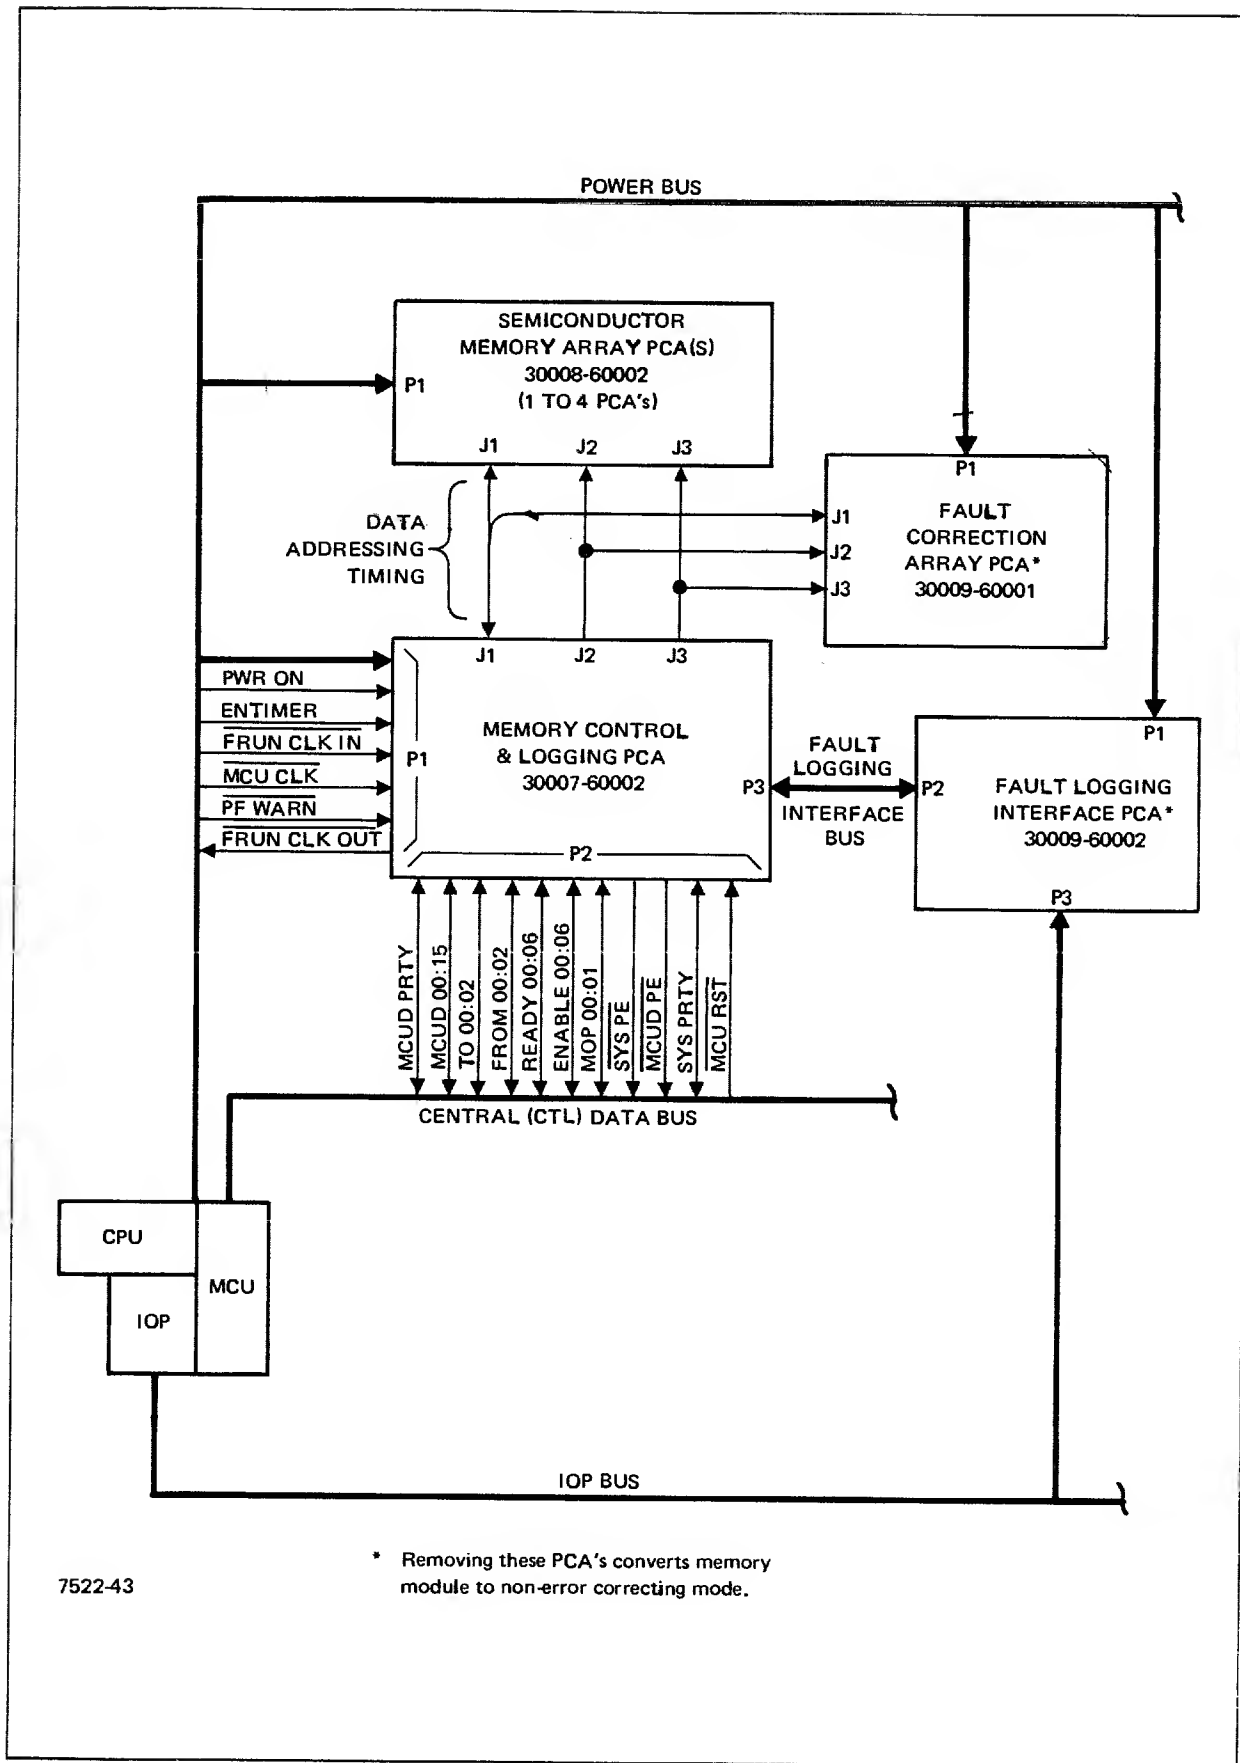 POWER BUS
SEMICONDUCTOR
MEMORY ARRAY PCA(S)
30008-60002
(1 TO 4 PCA's)
P1
J1
J2
J3
P1
J1
J2
J3
FAULT
CORRECTION
ARRAY PCA*
30009-60001
DATA
ADDRESSING
TIMING
J1
J2
J3
PWR ON
ENTIMER
FRUN CLK IN
MCU CLK
PF WARN
FRUN CLK OUT
P1
MEMORY CONTROL
& LOGGING PCA
30007-60002
P3
P2
FAULT
LOGGING
INTERFACE
BUS
P1
P2
FAULT LOGGING
INTERFACE PCA*
30009-60002
P3
MCUD PRTY
MCUD 00:15
TO 00:02
FROM 00:02
READY 00:06
ENABLE 00:06
MOP 00:01
SYS PE
MCUD PE
SYS PRTY
MCU RST
CENTRAL (CTL) DATA BUS
CPU
MCU
IOP
IOP BUS
* Removing these PCA's converts memory
module to non-error correcting mode.
7522-43